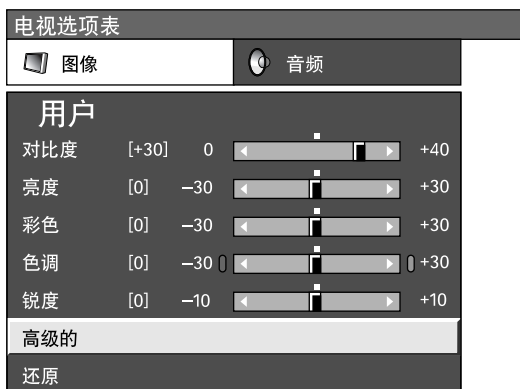 电视选项表
图像 音频
用户
对比度 [+30] 0 +40
亮度 [0] −30 +30
彩色 [0] −30 +30
色调 [0] −30 +30
锐度 [0] −10 +10
高级的
还原